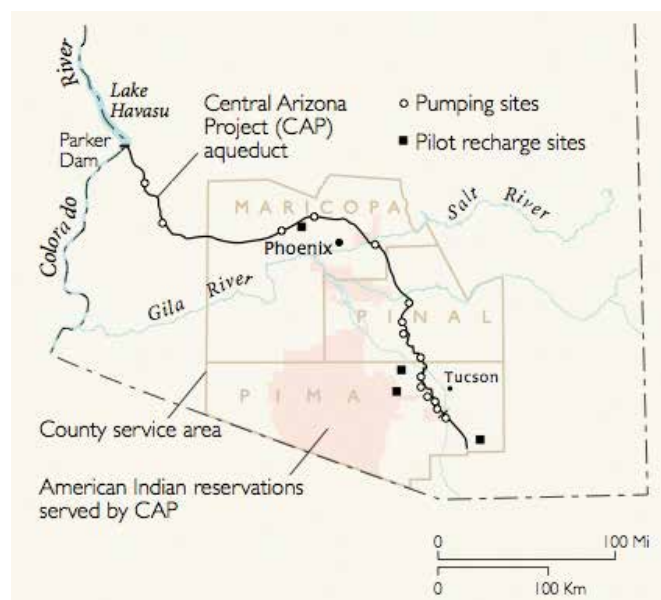 River
Lake
Havasu
Central Arizona
Project (CAP)
aqueduct
Pumping sites
Pilot recharge sites
Parker
Dam
MARICOPA
Salt River
Colorado
Phoenix
Gila River
PINAL
Tucson
PIMA
County service area
American Indian reservations
served by CAP
0 100 Mi
0 100 Km